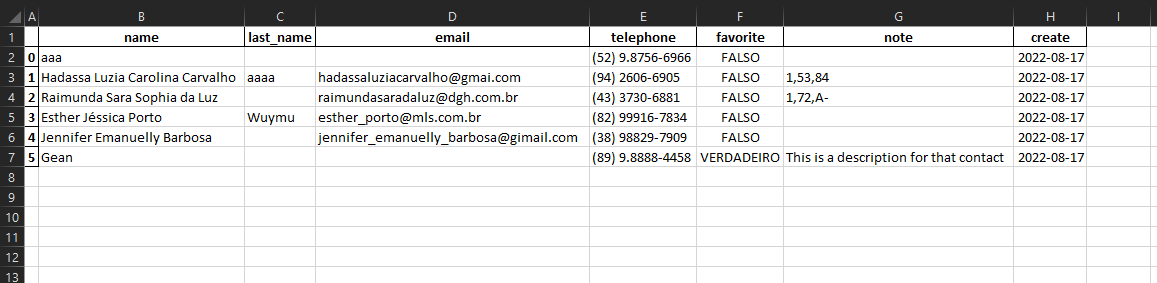 A B C D E F G H I
1 name last_name email telephone favorite note create
2 0 aaa (52) 9.8756-6966 FALSO 2022-08-17
3 1 Hadassa Luzia Carolina Carvalho aaaa hadassaluziacarvalho@gmai.com (94) 2606-6905 FALSO 1,53,84 2022-08-17
4 2 Raimunda Sara Sophia da Luz raimundasaradaluz@dgh.com.br (43) 3730-6881 FALSO 1,72,A- 2022-08-17
5 3 Esther Jéssica Porto Wuymu esther_porto@mls.com.br (82) 99916-7834 FALSO 2022-08-17
6 4 Jennifer Emanuelly Barbosa jennifer_emanuelly_barbosa@gimail.com (38) 98829-7909 FALSO 2022-08-17
7 5 Gean (89) 9.8888-4458 VERDADEIRO This is a description for that contact 2022-08-17
8
9
10
11
12
13